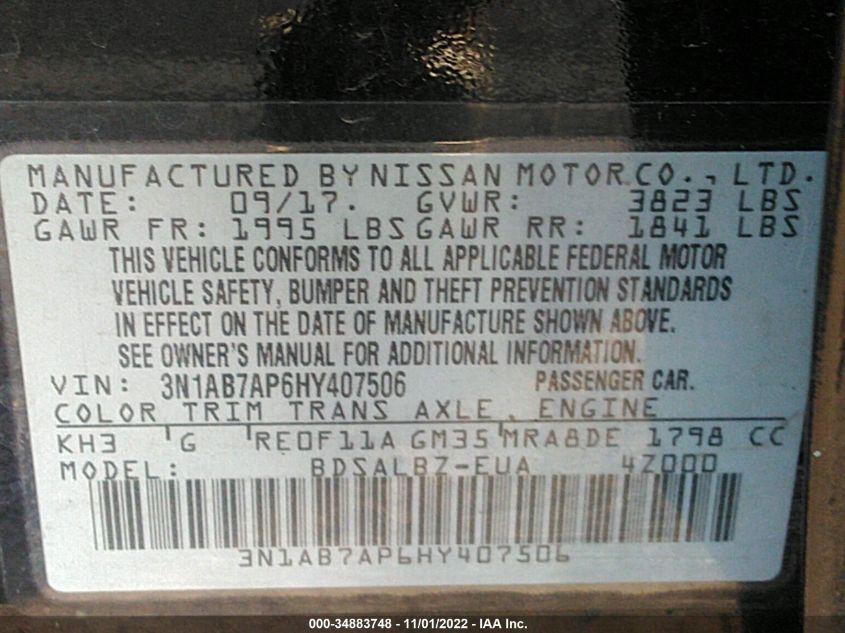 MANUFACTURED BY NISSAN MOTOR CO., LTD.
DATE: 09/17. GVWR: 3823 LBS
GAWR FR: 1995 LBS GAWR RR: 1841 LBS
THIS VEHICLE CONFORMS TO ALL APPLICABLE FEDERAL MOTOR
VEHICLE SAFETY, BUMPER AND THEFT PREVENTION STANDARDS
IN EFFECT ON THE DATE OF MANUFACTURE SHOWN ABOVE.
SEE OWNER'S MANUAL FOR ADDITIONAL INFORMATION.
VIN: 3N1AB7AP6HY407506 PASSENGER CAR.
COLOR TRIM TRANS AXLE. ENGINE
KH3 G RE0F11A GM35 MRA8DE 1798 CC
MODEL: BDSALBZ-EUA 4Z000
3N1AB7AP6HY407506
000-34883748 - 11/01/2022 - IAA Inc.